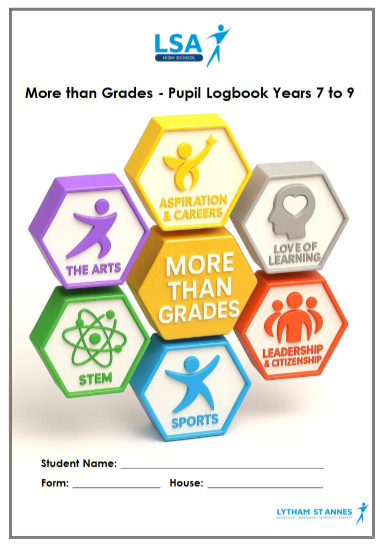 LSA
HIGH SCHOOL
More than Grades - Pupil Logbook Years 7 to 9
ASPIRATION
& CAREERS
THE ARTS
LOVE OF
LEARNING
MORE
THAN
GRADES
STEM
LEADERSHIP
& CITIZENSHIP
SPORTS
Student Name:
Form: House:
LYTHAM ST ANNES